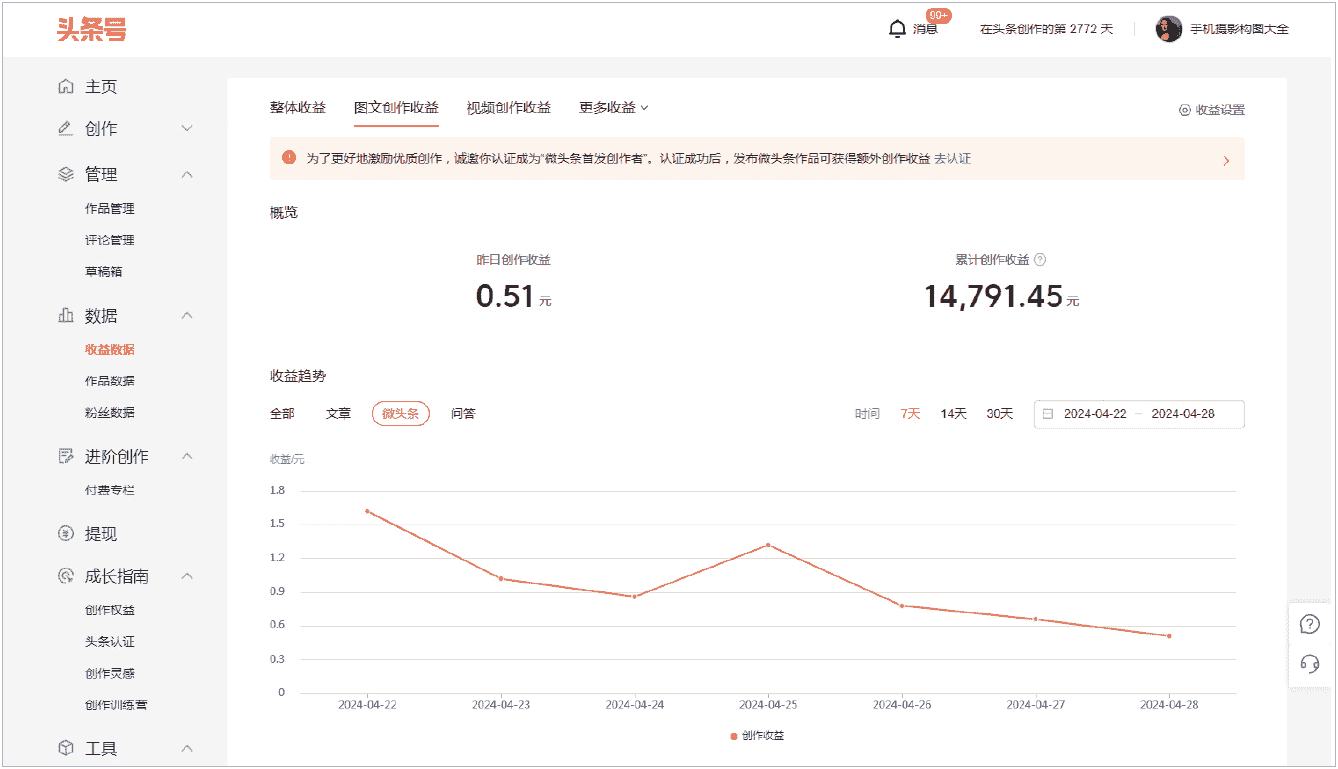 头条号
99+
消息
在头条创作的第 2772 天
手机摄影构图大全
主页
创作
管理
作品管理
评论管理
草稿箱
数据
收益数据
作品数据
粉丝数据
进阶创作
付费专栏
提现
成长指南
创作权益
头条认证
创作灵感
创作训练营
工具
整体收益 图文创作收益 视频创作收益 更多收益
收益设置
为了更好地激励优质创作，诚邀你认证成为“微头条首发创作者”。认证成功后，发布微头条作品可获得额外创作收益 去认证
概览
昨日创作收益
0.51 元
累计创作收益
14,791.45 元
收益趋势
全部 文章 微头条 问答
时间 7天 14天 30天 2024-04-22 – 2024-04-28
收益/元
1.8
1.5
1.2
0.9
0.6
0.3
0
2024-04-22 2024-04-23 2024-04-24 2024-04-25 2024-04-26 2024-04-27 2024-04-28
创作收益